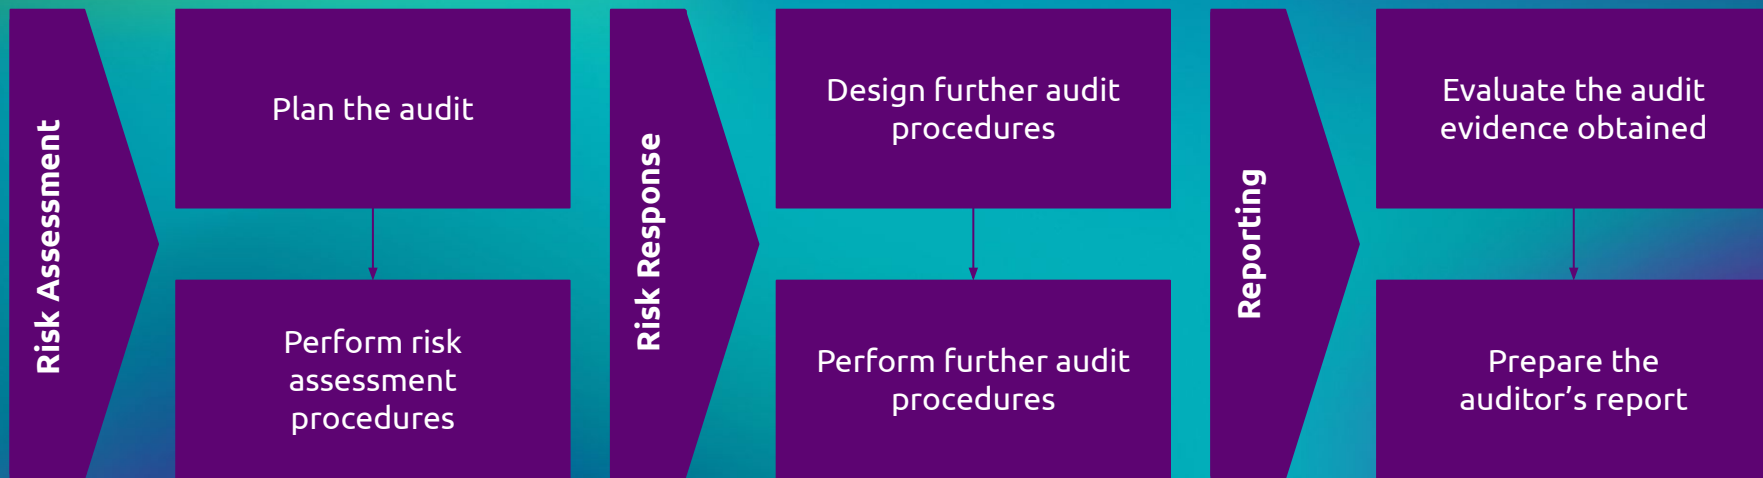 Risk Assessment
Plan the audit
Perform risk
assessment
procedures
Risk Response
Design further audit
procedures
Perform further audit
procedures
Reporting
Evaluate the audit
evidence obtained
Prepare the
auditor’s report